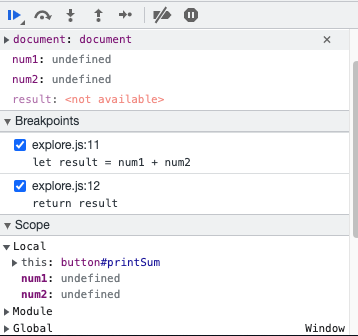 document: document
num1: undefined
num2: undefined
result: <not available>
Breakpoints
explore.js:11
let result = num1 + num2
explore.js:12
return result
Scope
Local
this: button#printSum
num1: undefined
num2: undefined
Module
Global Window